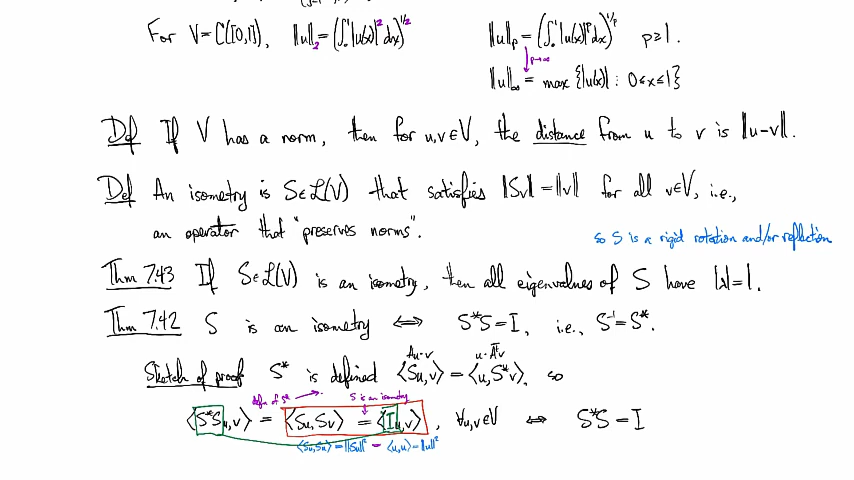 For V = C([0,1]), ‖u‖₂ = (∫₀¹ |u(x)|² dx)^{1/2} ‖u‖ₚ = (∫₀¹ |u(x)|ᵖ dx)^{1/p} p ≥ 1.
↓ p→∞
‖u‖_∞ = max {|u(x)| : 0 ≤ x ≤ 1}
Def If V has a norm, then for u,v ∈ V, the distance from u to v is ‖u-v‖.
Def An isometry is S ∈ L(V) that satisfies ‖Sv‖ = ‖v‖ for all v ∈ V, i.e.,
an operator that "preserves norms".
so S is a rigid rotation and/or reflection
Thm 7.43 If S ∈ L(V) is an isometry, then all eigenvalues of S have |λ| = 1.
Thm 7.42 S is an isometry ⇔ S*S = I, i.e., S⁻¹ = S*.
Au·v u·Āᵗv
Sketch of proof S* is defined ⟨Su,v⟩ = ⟨u,S*v⟩, so
defn of S* → S is an isometry ↓
⟨S*Su,v⟩ = ⟨Su,Sv⟩ = ⟨Iu,v⟩, ∀u,v ∈ V ⇔ S*S = I
⟨Su,Su⟩ = ‖Su‖² = ⟨u,u⟩ = ‖u‖²